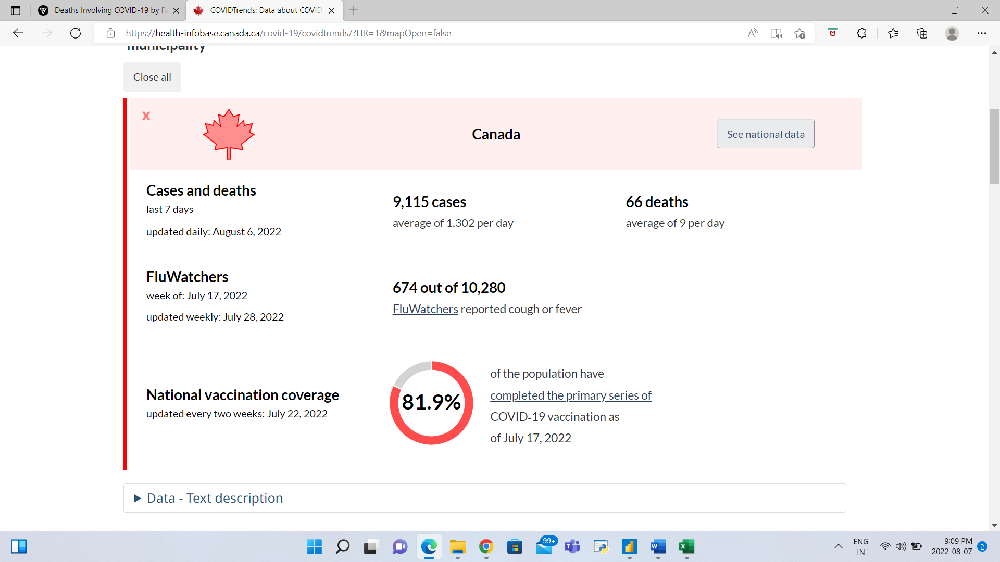 Deaths Involving COVID-19 by Fa
COVIDTrends: Data about COVID
https://health-infobase.canada.ca/covid-19/covidtrends/?HR=1&mapOpen=false
municipality
Close all
X
Canada
See national data
Cases and deaths
last 7 days
updated daily: August 6, 2022
9,115 cases
average of 1,302 per day
66 deaths
average of 9 per day
FluWatchers
week of: July 17, 2022
updated weekly: July 28, 2022
674 out of 10,280
FluWatchers reported cough or fever
National vaccination coverage
updated every two weeks: July 22, 2022
81.9%
of the population have
completed the primary series of
COVID-19 vaccination as
of July 17, 2022
Data - Text description
99+
ENG
IN
9:09 PM
2022-08-07
2